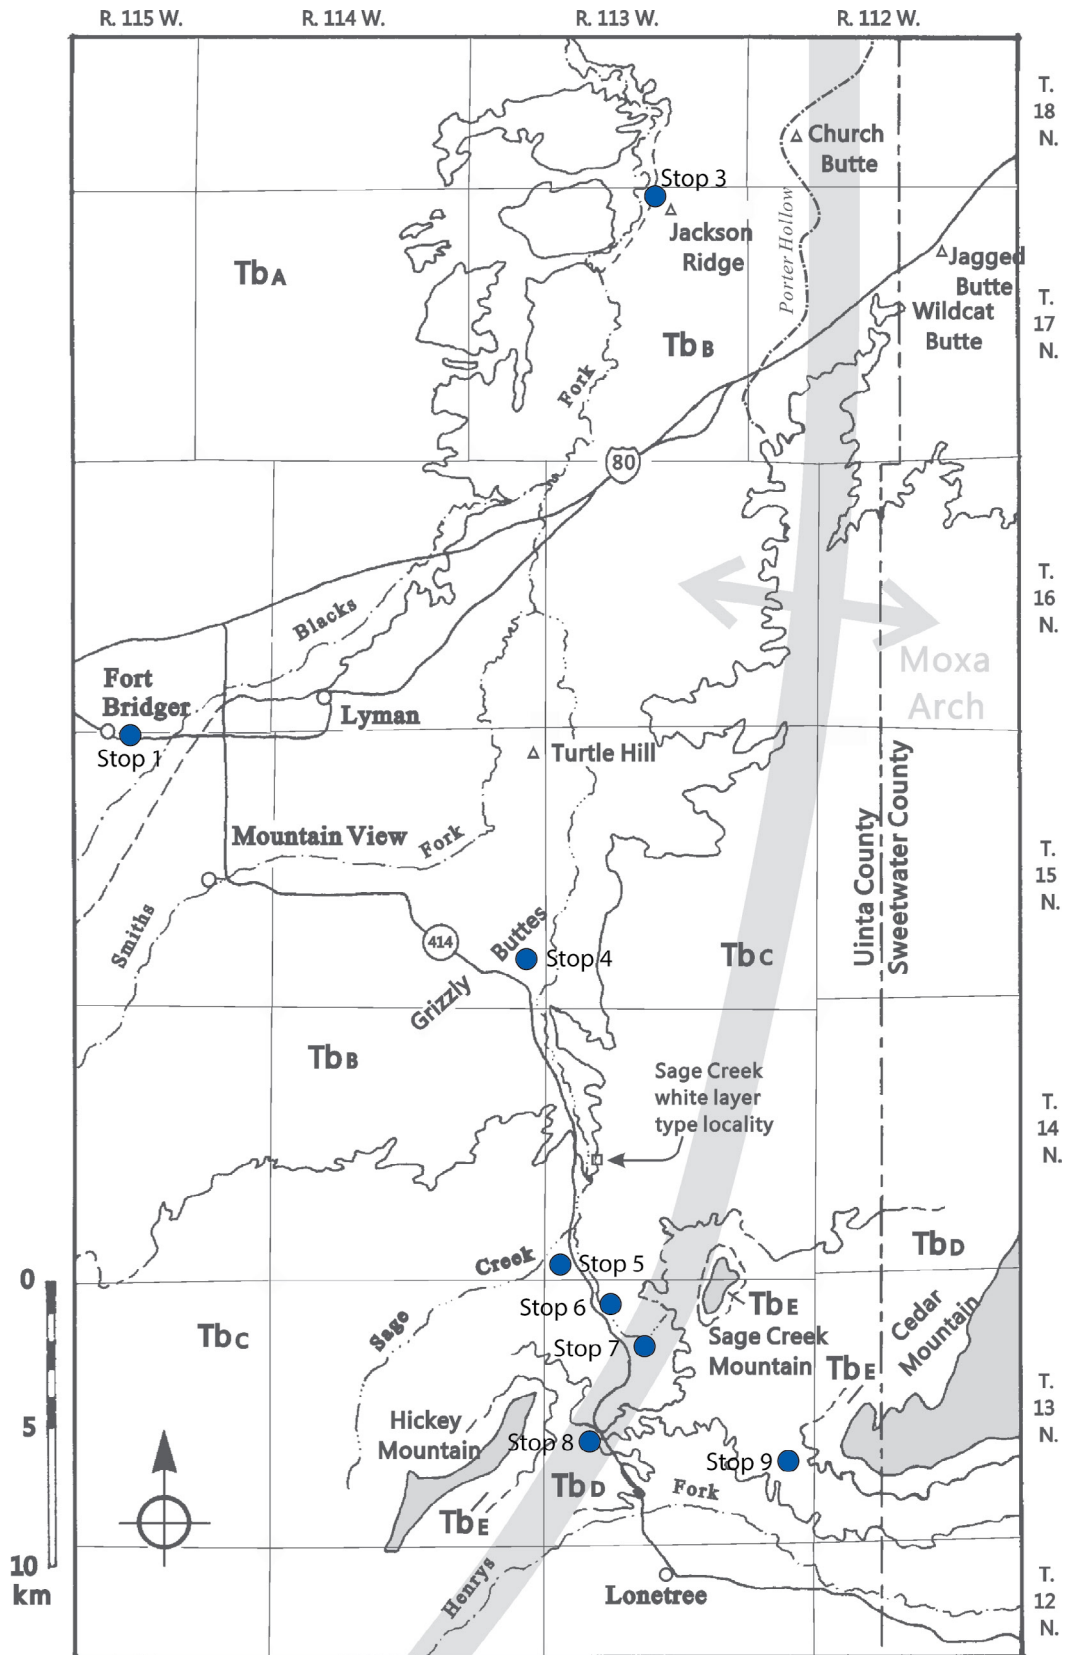 R. 115 W.
R. 114 W.
R. 113 W.
R. 112 W.
T.
18
N.
Church
Butte
Stop 3
Jackson
Ridge
Porter Hollow
Jagged
Butte
Wildcat
Butte
T.
17
N.
TbA
TbB
Fork
80
T.
16
N.
Blacks
Moxa
Arch
Fort
Bridger
Lyman
Stop 1
Turtle Hill
Mountain View
Fork
Uinta County
Sweetwater County
T.
15
N.
Smiths
414
Buttes
Stop 4
Grizzly
TbC
TbB
Sage Creek
white layer
type locality
T.
14
N.
TbD
Creek
Stop 5
0
Stop 6
TbE
Sage
TbC
Stop 7
Sage Creek
Mountain
Cedar
Mountain
TbE
T.
13
N.
5
Hickey
Mountain
Stop 8
Stop 9
TbD
Fork
TbE
10
km
Henrys
Lonetree
T.
12
N.